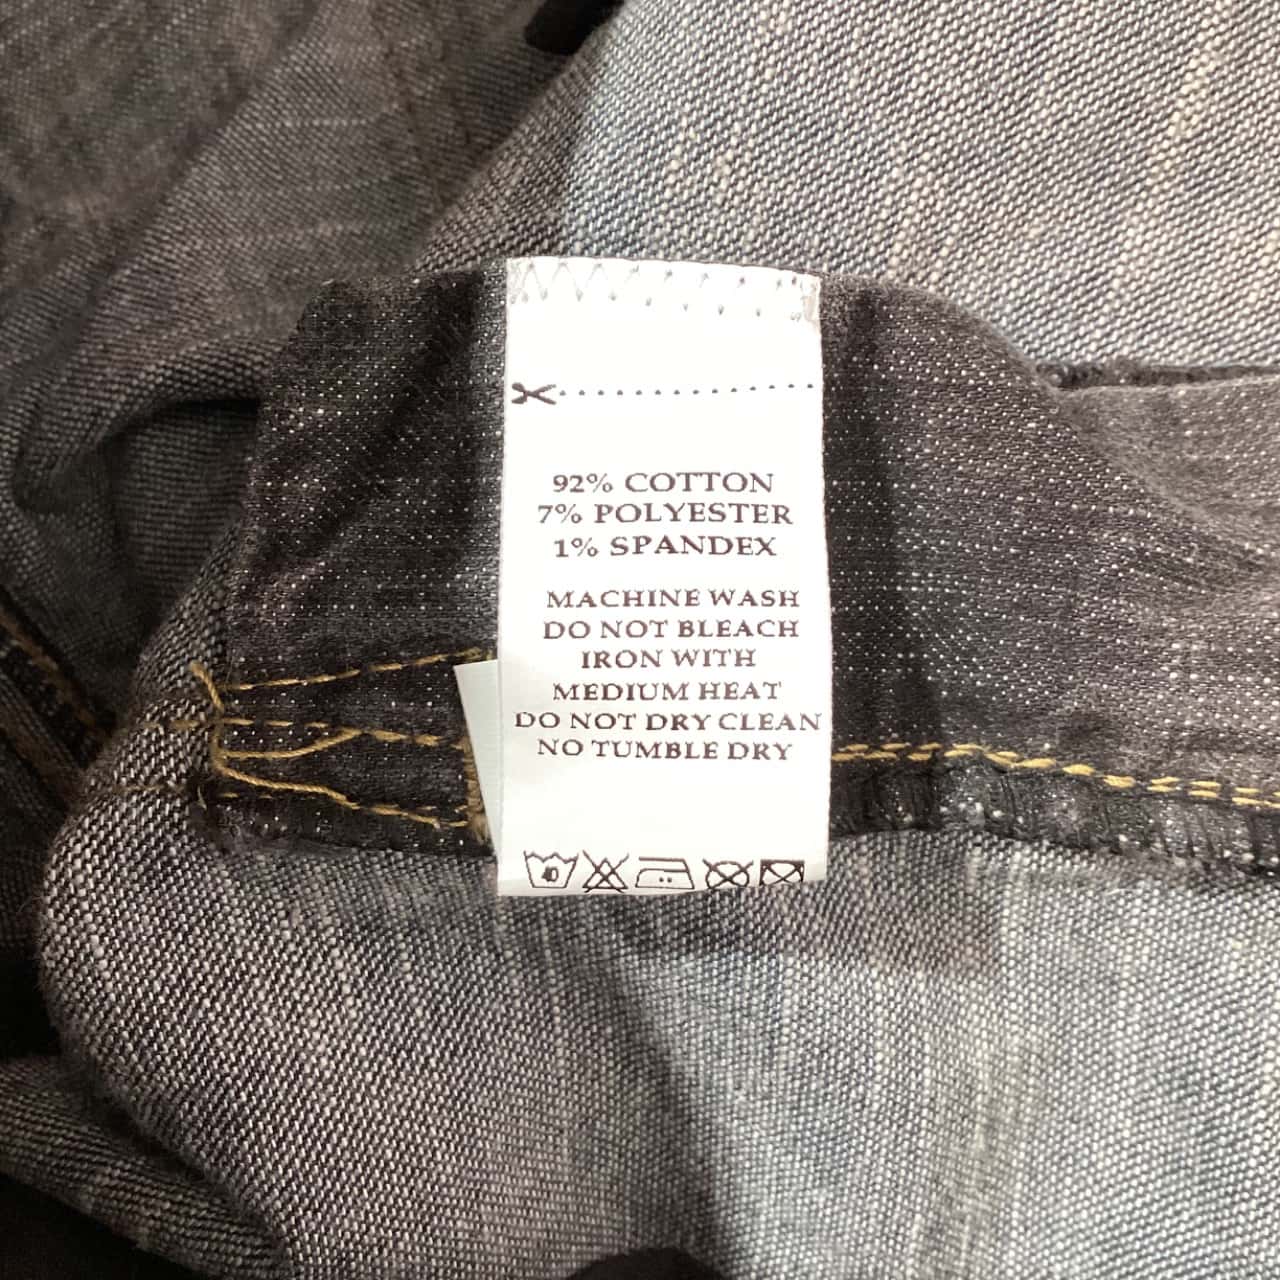 92% COTTON
7% POLYESTER
1% SPANDEX
MACHINE WASH
DO NOT BLEACH
IRON WITH
MEDIUM HEAT
DO NOT DRY CLEAN
NO TUMBLE DRY
40